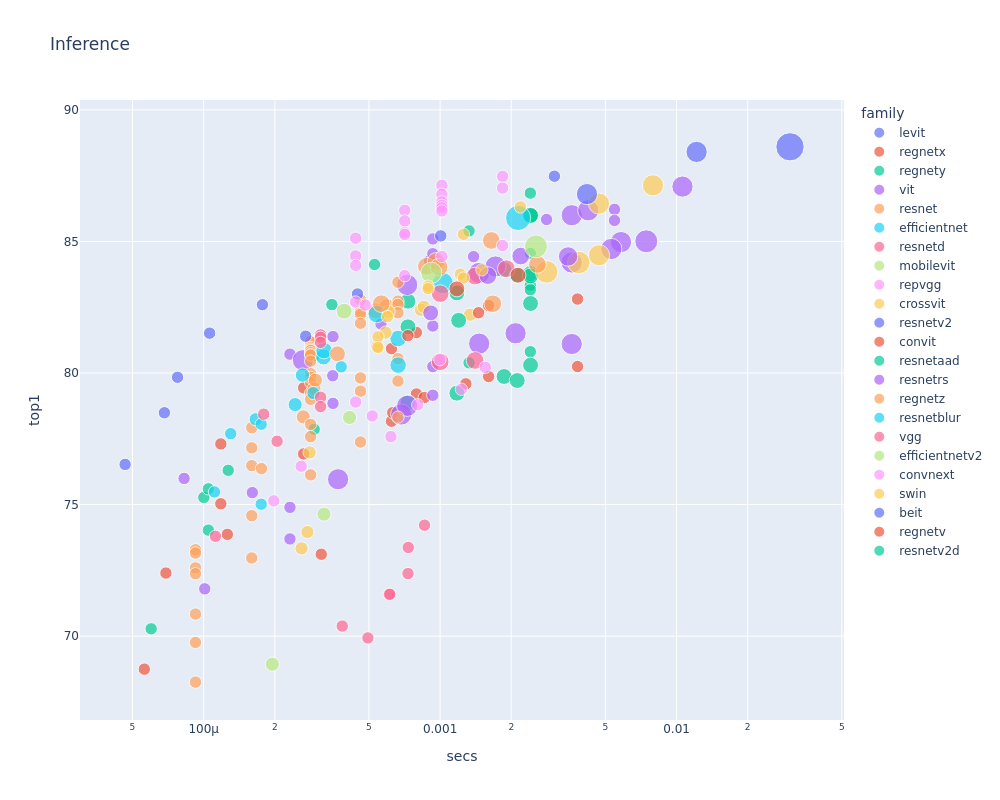 Inference
90
85
80
75
70
top1
5 100μ 2 5 0.001 2 5 0.01 2 5
secs
family
levit
regnetx
regnety
vit
resnet
efficientnet
resnetd
mobilevit
repvgg
crossvit
resnetv2
convit
resnetaad
resnetrs
regnetz
resnetblur
vgg
efficientnetv2
convnext
swin
beit
regnetv
resnetv2d